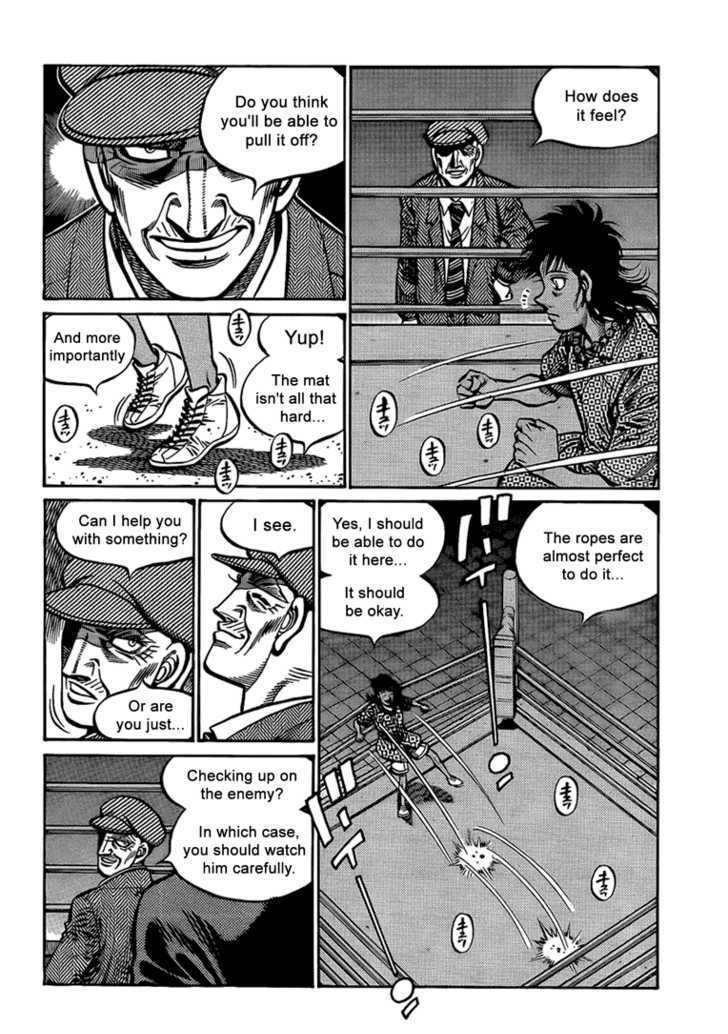 How does
it feel?
Do you think
you'll be able to
pull it off?
Yup!
The mat
isn't all that
hard...
And more
importantly
The ropes are
almost perfect
to do it...
Yes, I should
be able to do
it here...
It should
be okay.
I see.
Can I help you
with something?
Or are
you just...
Checking up on
the enemy?
In which case,
you should watch
him carefully.